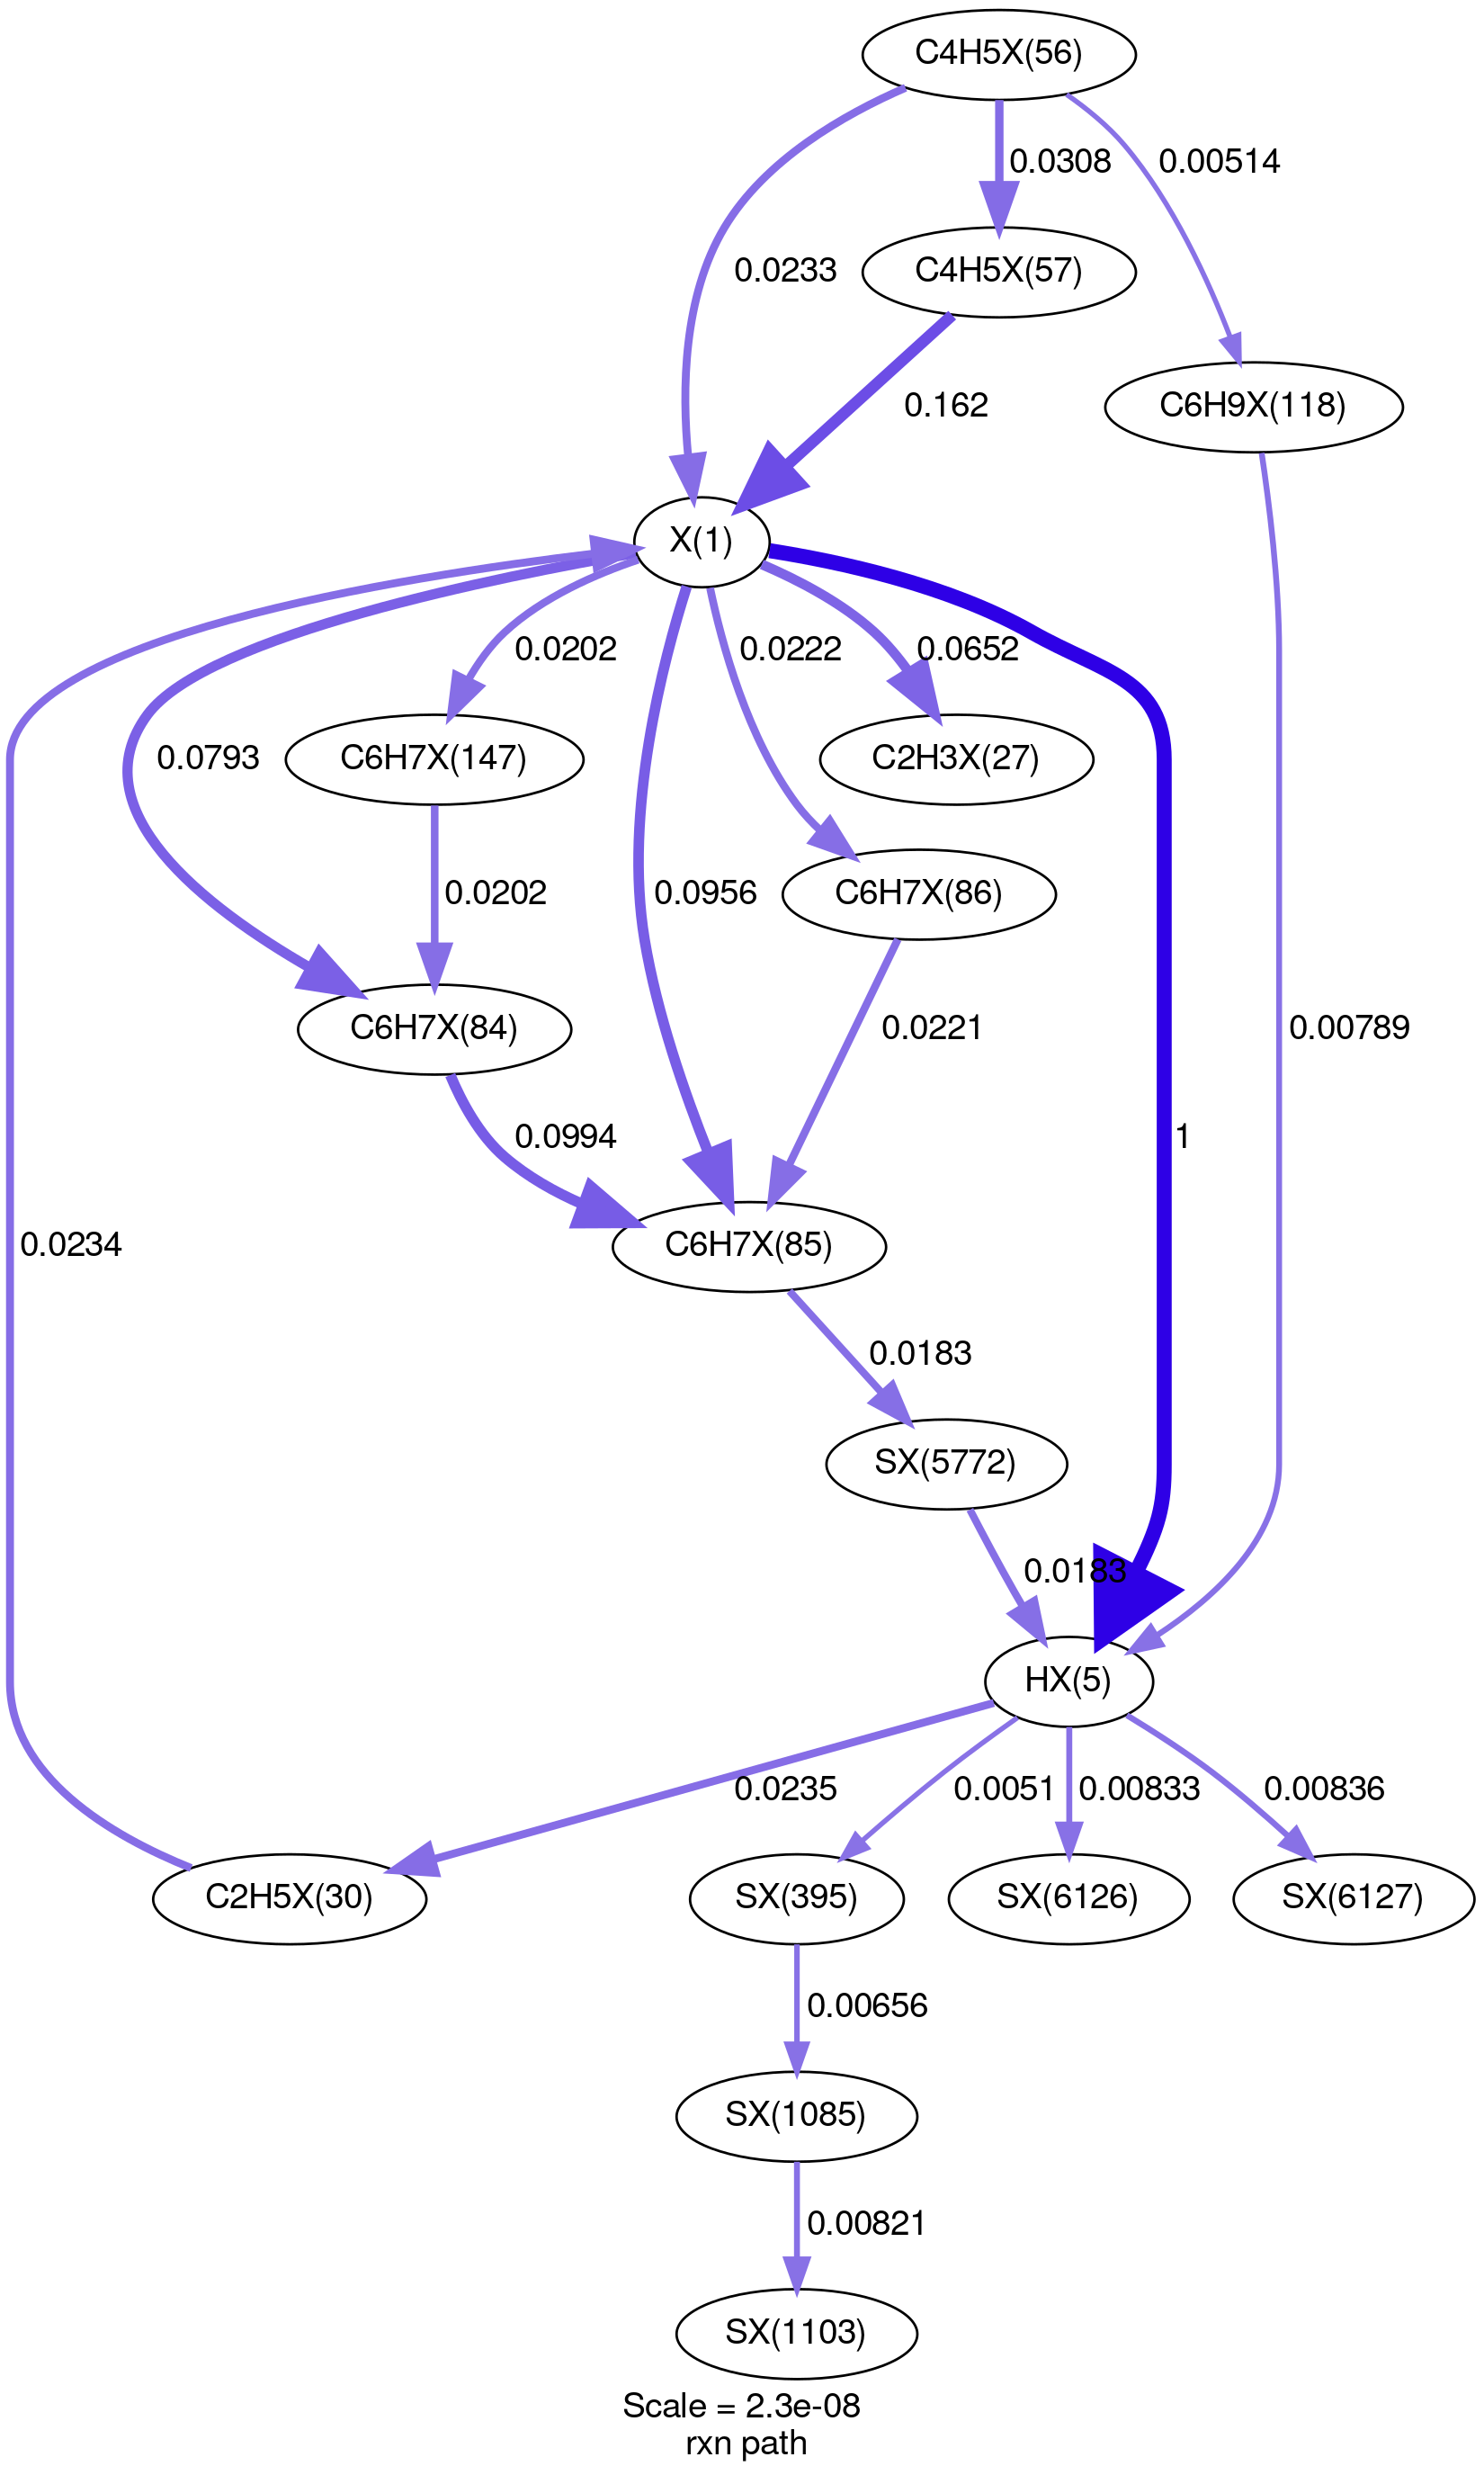 C4H5X(56)
0.0308
0.00514
0.0233
C4H5X(57)
0.162
C6H9X(118)
X(1)
0.0202
0.0222
0.0652
0.0793
C6H7X(147)
C2H3X(27)
0.0202
0.0956
C6H7X(86)
C6H7X(84)
0.0221
0.00789
0.0994
1
0.0234
C6H7X(85)
0.0183
SX(5772)
0.0183
HX(5)
0.0235
0.0051
0.00833
0.00836
C2H5X(30)
SX(395)
SX(6126)
SX(6127)
0.00656
SX(1085)
0.00821
SX(1103)
Scale = 2.3e-08
rxn path